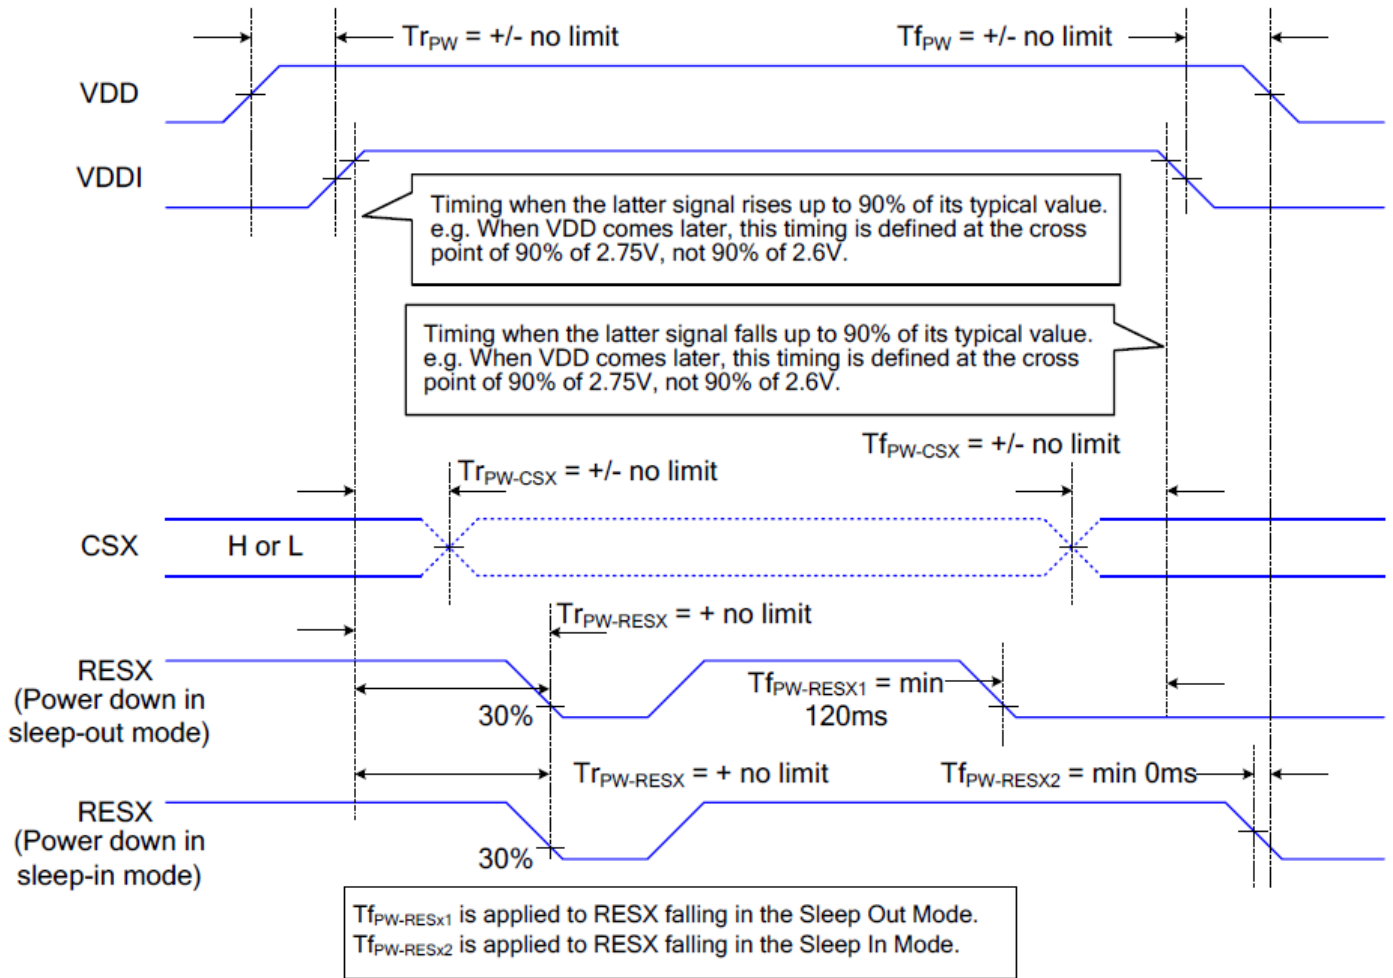 TrPW = +/- no limit
TfPW = +/- no limit
VDD
VDDI
Timing when the latter signal rises up to 90% of its typical value.
e.g. When VDD comes later, this timing is defined at the cross
point of 90% of 2.75V, not 90% of 2.6V.
Timing when the latter signal falls up to 90% of its typical value.
e.g. When VDD comes later, this timing is defined at the cross
point of 90% of 2.75V, not 90% of 2.6V.
TfPW-CSX = +/- no limit
TrPW-CSX = +/- no limit
CSX
H or L
TrPW-RESX = + no limit
RESX
(Power down in
sleep-out mode)
30%
TfPW-RESX1 = min
120ms
TrPW-RESX = + no limit
TfPW-RESX2 = min 0ms
RESX
(Power down in
sleep-in mode)
30%
TfPW-RESx1 is applied to RESX falling in the Sleep Out Mode.
TfPW-RESx2 is applied to RESX falling in the Sleep In Mode.